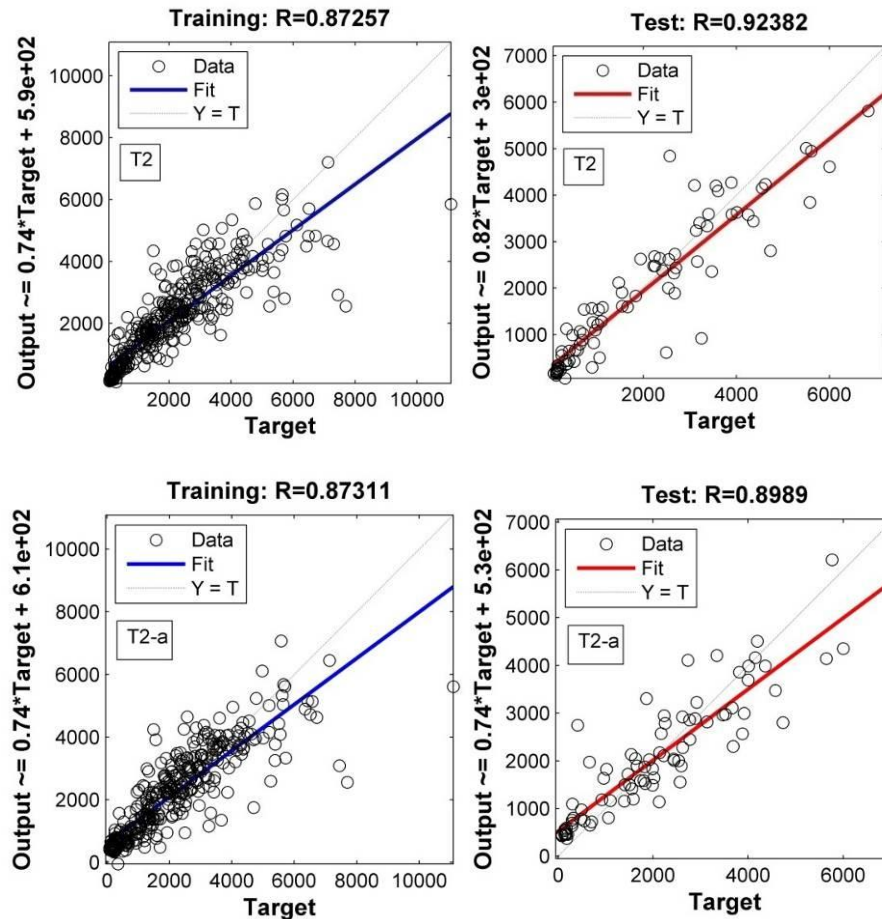 Training: R=0.87257
Output ~= 0.74*Target + 5.9e+02
10000
8000
6000
4000
2000
Data
Fit
Y = T
T2
2000 4000 6000 8000 10000
Target
Test: R=0.92382
Output ~= 0.82*Target + 3e+02
7000
6000
5000
4000
3000
2000
1000
Data
Fit
Y = T
T2
2000 4000 6000
Target
Training: R=0.87311
Output ~= 0.74*Target + 6.1e+02
10000
8000
6000
4000
2000
0
Data
Fit
Y = T
T2-a
0 2000 4000 6000 8000 10000
Target
Test: R=0.8989
Output ~= 0.74*Target + 5.3e+02
7000
6000
5000
4000
3000
2000
1000
0
Data
Fit
Y = T
T2-a
0 2000 4000 6000
Target